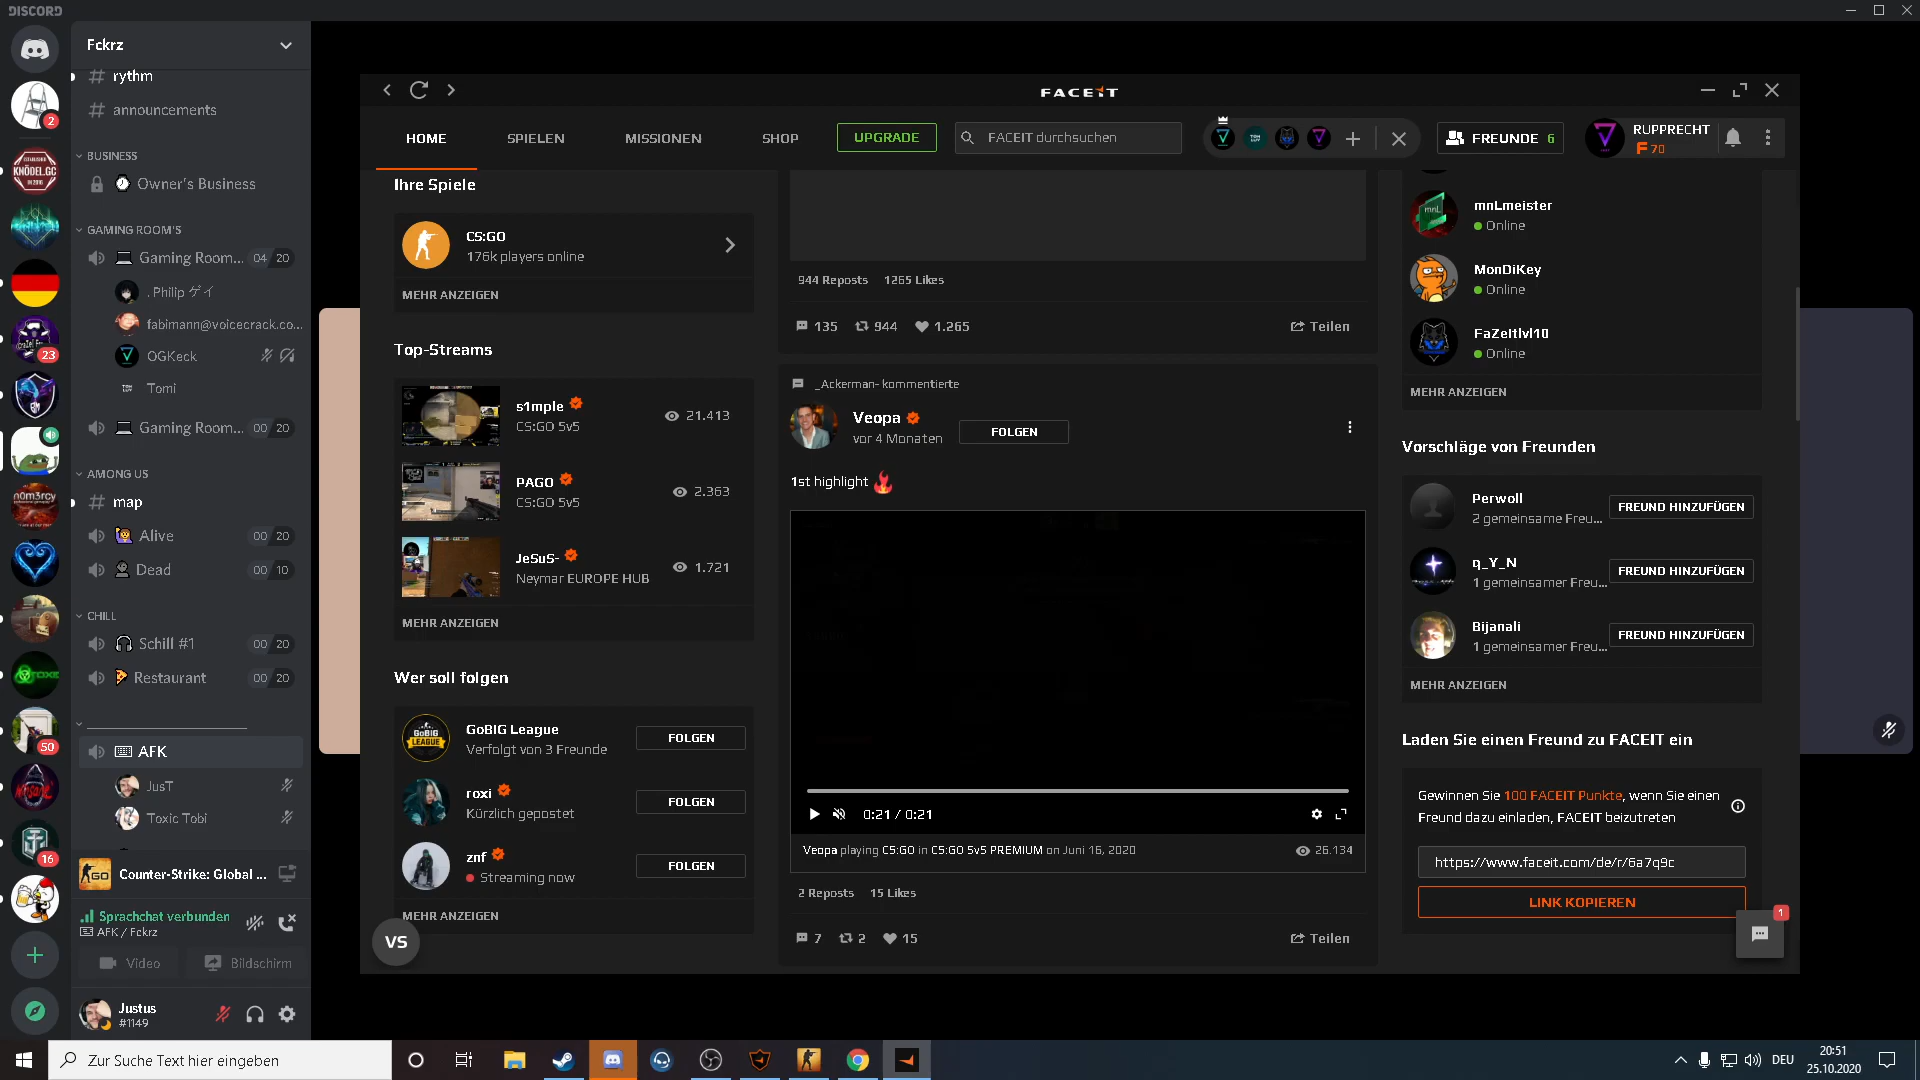 DISCORD
Fckrz
rythm
announcements
BUSINESS
Owner's Business
GAMING ROOM'S
Gaming Room... 04 20
. Philip ゲイ
fabimann@voicecrack.co...
OGKeck
Tomi
Gaming Room... 00 20
AMONG US
map
Alive 00 20
Dead 00 10
CHILL
Schill #1 00 20
Restaurant 00 20
AFK
JusT
Toxic Tobi
Counter-Strike: Global ...
Sprachchat verbunden
AFK / Fckrz
Video Bildschirm
Justus
#1149
2
KNÖDEL.GC
23
n0m3rcy
50
16
FACEIT
HOME SPIELEN MISSIONEN SHOP UPGRADE FACEIT durchsuchen FREUNDE 6 RUPPRECHT
70
Ihre Spiele
CS:GO
176k players online
MEHR ANZEIGEN
Top-Streams
s1mple 21.413
CS:GO 5v5
PAGO 2.363
CS:GO 5v5
JeSuS- 1.721
Neymar EUROPE HUB
MEHR ANZEIGEN
Wer soll folgen
GoBIG League FOLGEN
Verfolgt von 3 Freunde
roxi FOLGEN
Kürzlich gepostet
znf FOLGEN
Streaming now
MEHR ANZEIGEN
VS
944 Reposts 1265 Likes
135 944 1.265 Teilen
_Ackerman- kommentierte
Veopa FOLGEN
vor 4 Monaten
1st highlight
0:21 / 0:21
Veopa playing CS:GO in CS:GO 5v5 PREMIUM on Juni 16, 2020 26.134
2 Reposts 15 Likes
7 2 15 Teilen
mnLmeister
Online
MonDiKey
Online
FaZeItlvl10
Online
MEHR ANZEIGEN
Vorschläge von Freunden
Perwoll FREUND HINZUFÜGEN
2 gemeinsame Freu...
q_Y_N FREUND HINZUFÜGEN
1 gemeinsamer Freu...
Bijanali FREUND HINZUFÜGEN
1 gemeinsamer Freu...
MEHR ANZEIGEN
Laden Sie einen Freund zu FACEIT ein
Gewinnen Sie 100 FACEIT Punkte, wenn Sie einen
Freund dazu einladen, FACEIT beizutreten
https://www.faceit.com/de/r/6a7q9c
LINK KOPIEREN
1
Zur Suche Text hier eingeben
DEU
20:51
25.10.2020